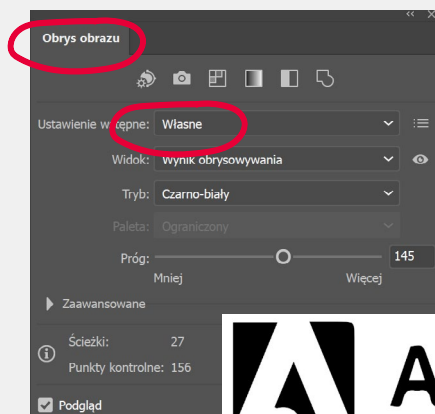 Obrys obrazu
Ustawienie wstępne: Własne
Widok: Wynik obrysowywania
Tryb: Czarno-biały
Paleta: Ograniczony
Próg: 145
Mniej Więcej
Zaawansowane
Ścieżki: 27
Punkty kontrolne: 156
Podgląd
A